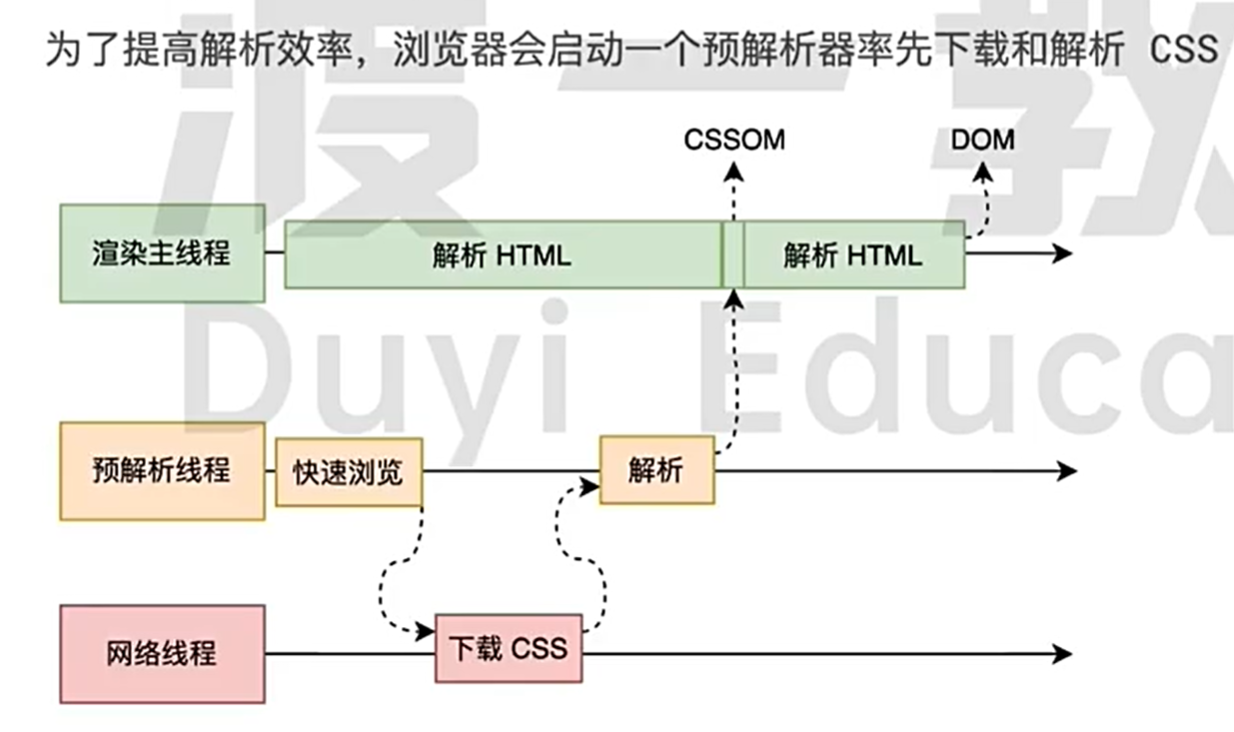 为了提高解析效率，浏览器会启动一个预解析器率先下载和解析 CSS
CSSOM
DOM
渲染主线程
解析 HTML
解析 HTML
预解析线程
快速浏览
解析
网络线程
下载 CSS
渡一教
Duyi Educa